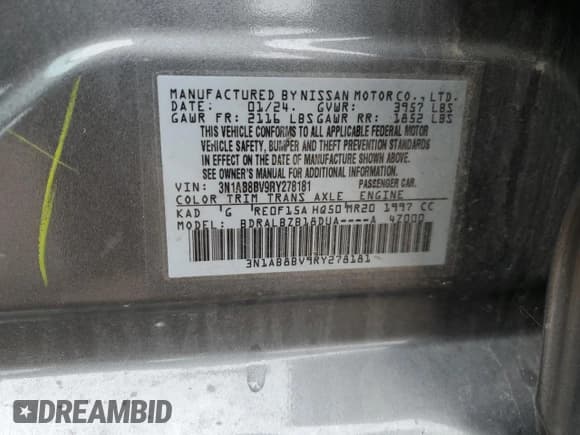 MANUFACTURED BY NISSAN MOTOR CO., LTD.
DATE: 01/24. GVWR: 3957 LBS
GAWR FR: 2116 LBS GAWR RR: 1852 LBS
THIS VEHICLE CONFORMS TO ALL APPLICABLE FEDERAL MOTOR
VEHICLE SAFETY, BUMPER AND THEFT PREVENTION STANDARDS
IN EFFECT ON THE DATE OF MANUFACTURE SHOWN ABOVE.
SEE OWNER'S MANUAL FOR ADDITIONAL INFORMATION.
VIN: 3N1AB8BV9RY278181 PASSENGER CAR.
COLOR TRIM TRANS AXLE ENGINE
KAD 'G 'RE0F15A HQ50'MR20 1997 CC
MODEL: BDRALBZB18DUA----A 47000
3N1AB8BV9RY278181
DREAMBID